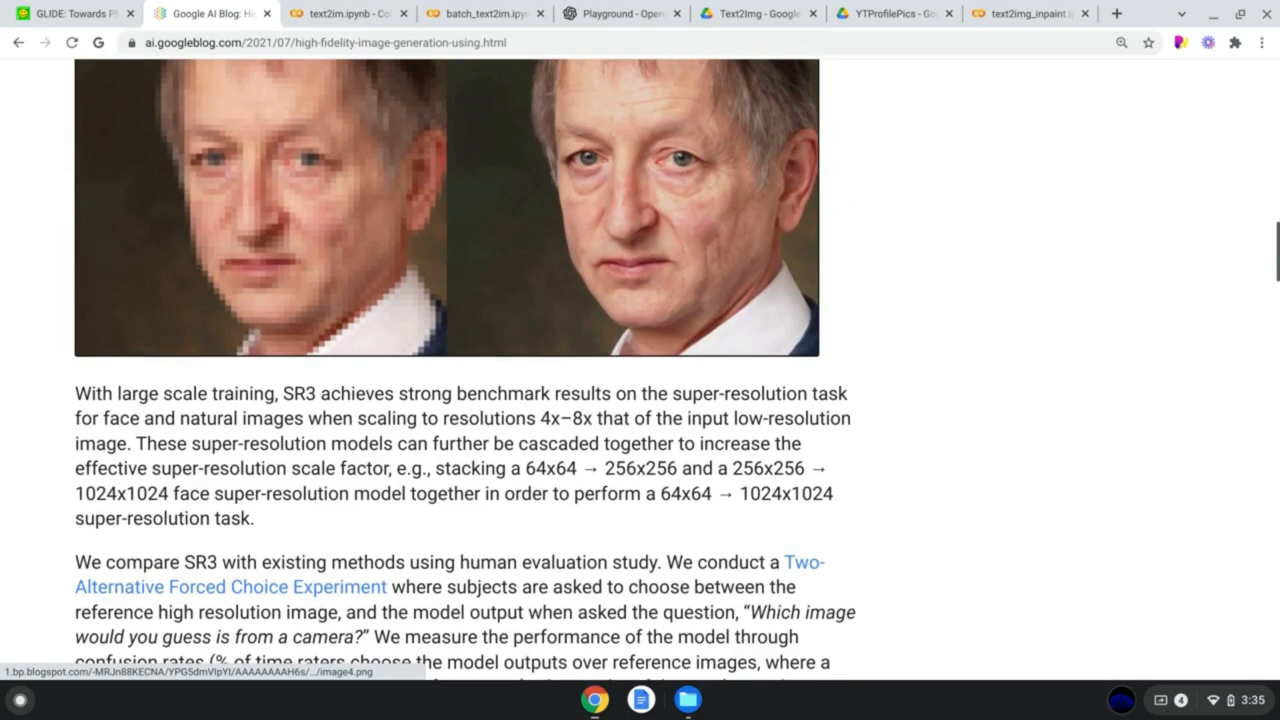 GLIDE: Towards Ph
Google AI Blog: Hi
text2im.ipynb - Co
batch_text2im.ipy
Playground - Open
Text2Img - Google
YTProfilePics - Go
text2img_inpaint.i
ai.googleblog.com/2021/07/high-fidelity-image-generation-using.html
With large scale training, SR3 achieves strong benchmark results on the super-resolution task
for face and natural images when scaling to resolutions 4x–8x that of the input low-resolution
image. These super-resolution models can further be cascaded together to increase the
effective super-resolution scale factor, e.g., stacking a 64x64 → 256x256 and a 256x256 →
1024x1024 face super-resolution model together in order to perform a 64x64 → 1024x1024
super-resolution task.
We compare SR3 with existing methods using human evaluation study. We conduct a Two-
Alternative Forced Choice Experiment where subjects are asked to choose between the
reference high resolution image, and the model output when asked the question, “Which image
would you guess is from a camera?” We measure the performance of the model through
confusion rates (% of time raters choose the model outputs over reference images, where a
1.bp.blogspot.com/-MRJn88KECNA/YPG5dmVIpYI/AAAAAAAAH6s/.../image4.png
4
3:35